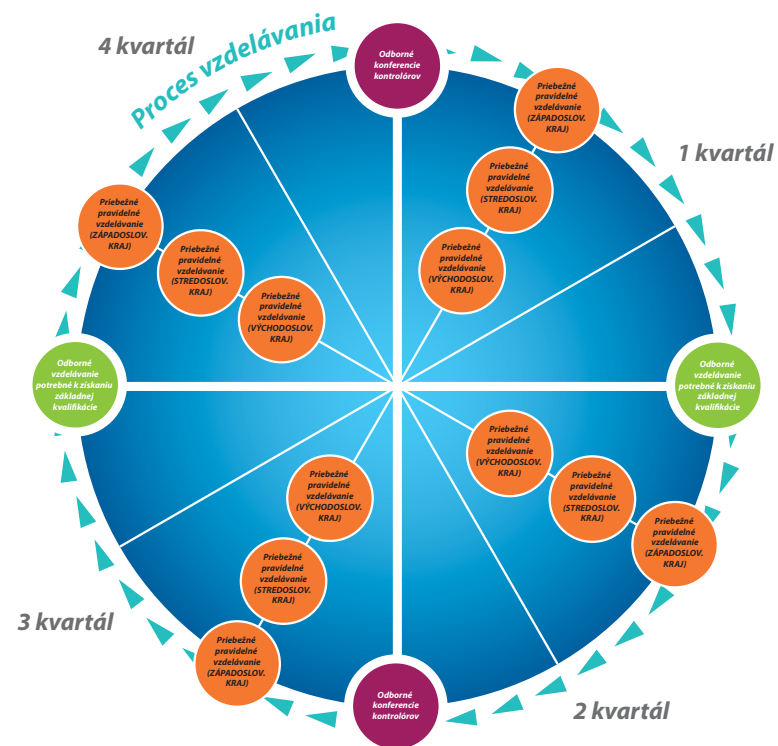 4 kvartál
Proces vzdelávania
Odborné
konferencie
kontrolórov
Priebežné
pravidelné
vzdelávanie
(ZÁPADOSLOV.
KRAJ)
1 kvartál
Priebežné
pravidelné
vzdelávanie
(STREDOSLOV.
KRAJ)
Priebežné
pravidelné
vzdelávanie
(VÝCHODOSLOV.
KRAJ)
Priebežné
pravidelné
vzdelávanie
(ZÁPADOSLOV.
KRAJ)
Priebežné
pravidelné
vzdelávanie
(STREDOSLOV.
KRAJ)
Priebežné
pravidelné
vzdelávanie
(VÝCHODOSLOV.
KRAJ)
Odborné
vzdelávanie
potrebné k získaniu
základnej
kvalifikácie
Odborné
vzdelávanie
potrebné k získaniu
základnej
kvalifikácie
Priebežné
pravidelné
vzdelávanie
(VÝCHODOSLOV.
KRAJ)
Priebežné
pravidelné
vzdelávanie
(STREDOSLOV.
KRAJ)
Priebežné
pravidelné
vzdelávanie
(ZÁPADOSLOV.
KRAJ)
Priebežné
pravidelné
vzdelávanie
(VÝCHODOSLOV.
KRAJ)
Priebežné
pravidelné
vzdelávanie
(STREDOSLOV.
KRAJ)
Priebežné
pravidelné
vzdelávanie
(ZÁPADOSLOV.
KRAJ)
3 kvartál
Odborné
konferencie
kontrolórov
2 kvartál